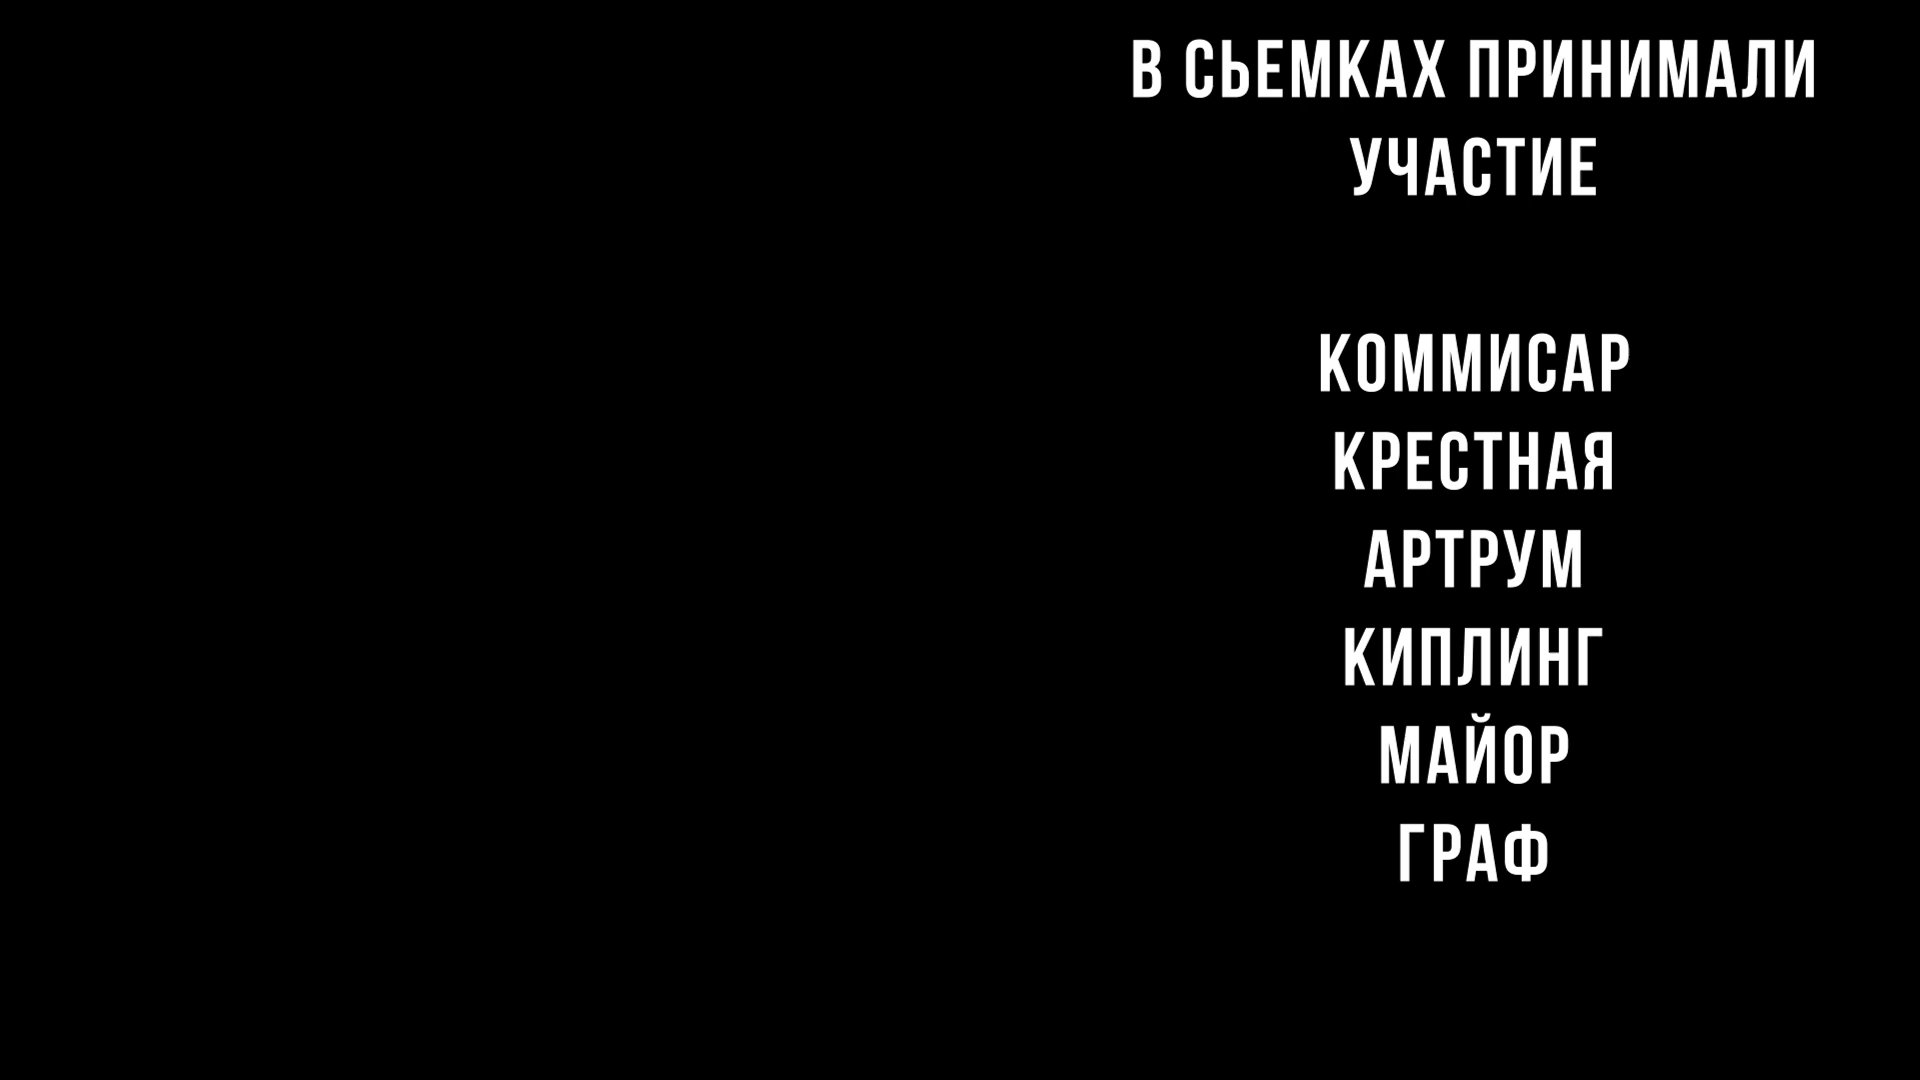 В СЬЕМКАХ ПРИНИМАЛИ
УЧАСТИЕ
КОММИСАР
КРЕСТНАЯ
АРТРУМ
КИПЛИНГ
МАЙОР
ГРАФ